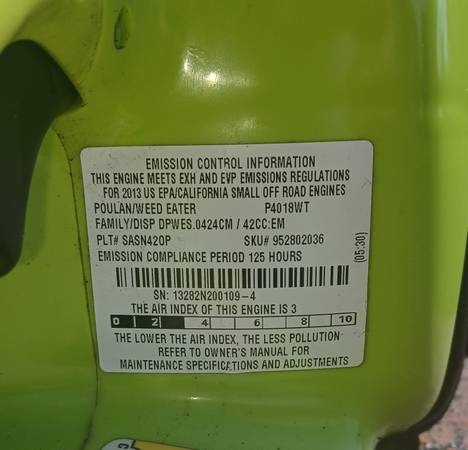 EMISSION CONTROL INFORMATION
THIS ENGINE MEETS EXH AND EVP EMISSIONS REGULATIONS
FOR 2013 US EPA/CALIFORNIA SMALL OFF ROAD ENGINES
POULAN/WEED EATER P4018WT
FAMILY/DISP DPWES.0424CM / 42CC:EM
PLT# SASN42OP SKU# 952802036
EMISSION COMPLIANCE PERIOD 125 HOURS
(05:30)
SN: 13282N200109-4
THE AIR INDEX OF THIS ENGINE IS 3
0 2 4 6 8 10
THE LOWER THE AIR INDEX, THE LESS POLLUTION
REFER TO OWNER'S MANUAL FOR
MAINTENANCE SPECIFICATIONS AND ADJUSTMENTS